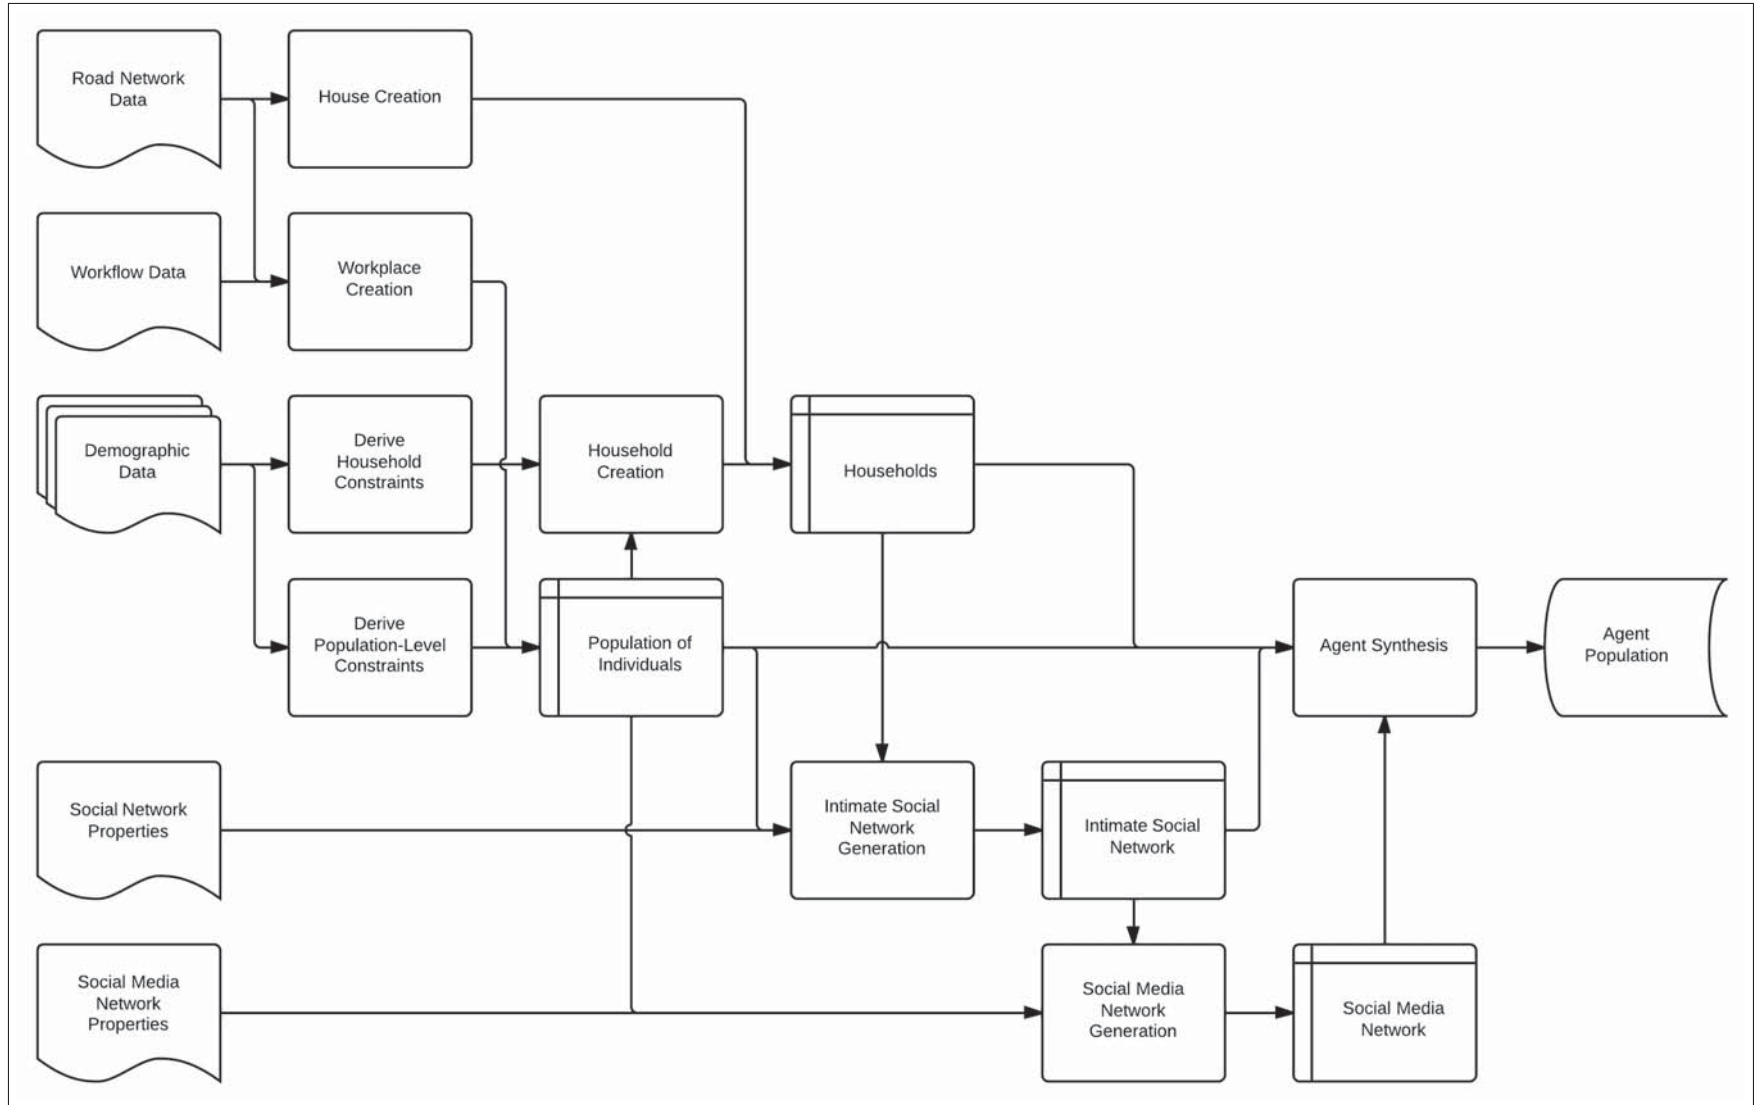 Road Network
Data
House Creation
Workflow Data
Workplace
Creation
Demographic
Data
Derive
Household
Constraints
Household
Creation
Households
Derive
Population-Level
Constraints
Population of
Individuals
Agent Synthesis
Agent
Population
Social Network
Properties
Intimate Social
Network
Generation
Intimate Social
Network
Social Media
Network
Properties
Social Media
Network
Generation
Social Media
Network